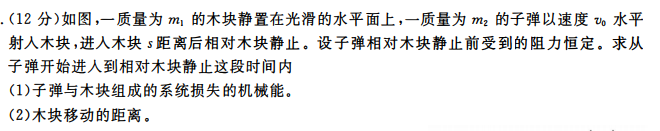 .(12 分)如图,一质量为 m₁ 的木块静置在光滑的水平面上,一质量为 m₂ 的子弹以速度 v₀ 水平
射入木块,进入木块 s 距离后相对木块静止。设子弹相对木块静止前受到的阻力恒定。求从
子弹开始进入到相对木块静止这段时间内
(1)子弹与木块组成的系统损失的机械能。
(2)木块移动的距离。